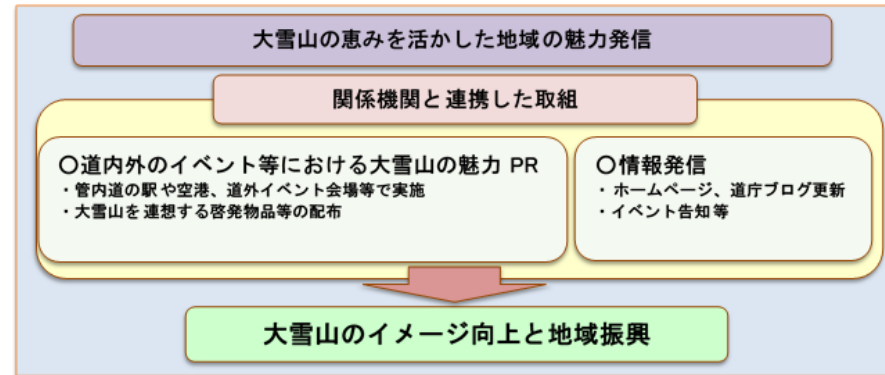 大雪山の恵みを活かした地域の魅力発信
関係機関と連携した取組
〇道内外のイベント等における大雪山の魅力 PR
・管内道の駅や空港、道外イベント会場等で実施
・大雪山を連想する啓発物品等の配布
〇情報発信
・ホームページ、道庁ブログ更新
・イベント告知等
大雪山のイメージ向上と地域振興